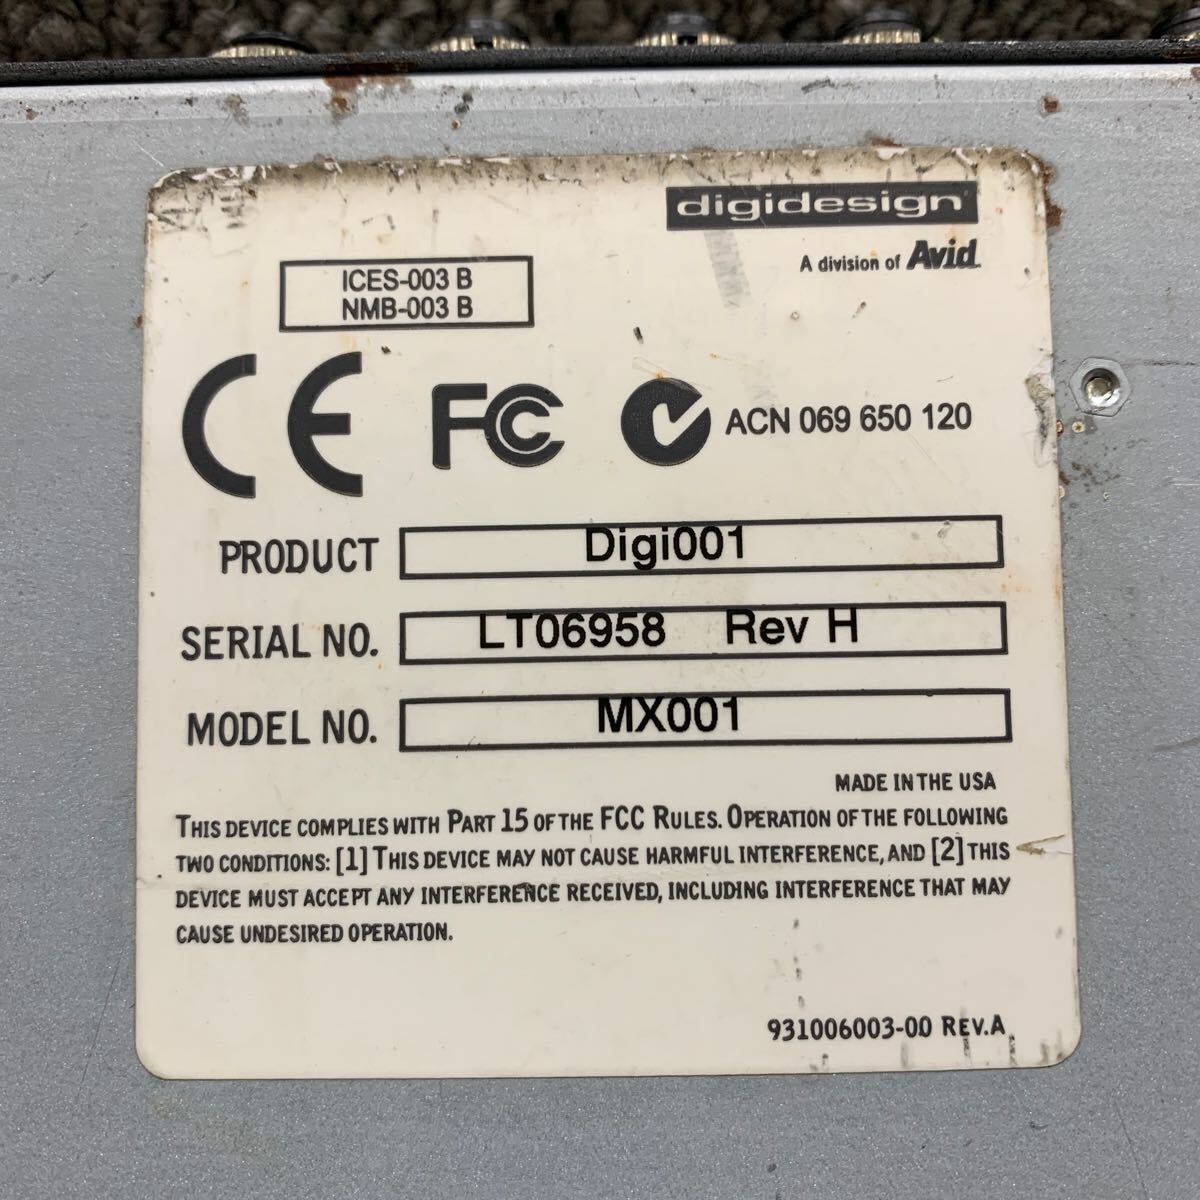 digidesign
A division of Avid
ICES-003 B
NMB-003 B
CE FC ACN 069 650 120
PRODUCT Digi001
SERIAL NO. LT06958 Rev H
MODEL NO. MX001
MADE IN THE USA
THIS DEVICE COMPLIES WITH PART 15 OF THE FCC RULES. OPERATION OF THE FOLLOWING
TWO CONDITIONS: [1] THIS DEVICE MAY NOT CAUSE HARMFUL INTERFERENCE, AND [2] THIS
DEVICE MUST ACCEPT ANY INTERFERENCE RECEIVED, INCLUDING INTERFERENCE THAT MAY
CAUSE UNDESIRED OPERATION.
931006003-00 REV.A